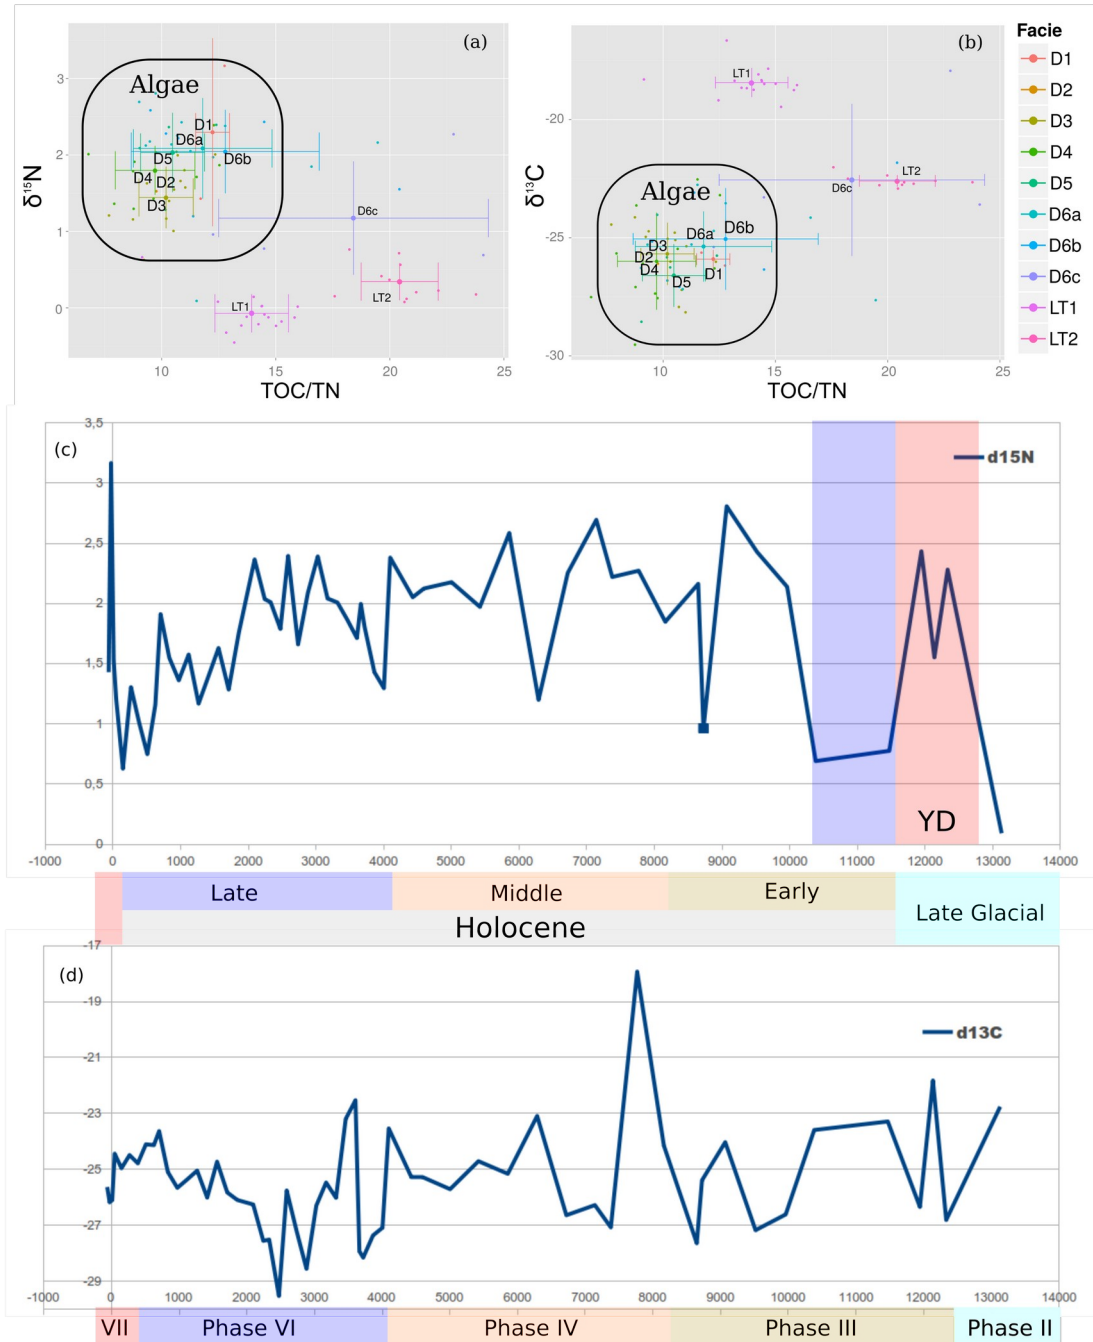 (a)
Algae
D1
D6a
D5
D6b
D4
D2
D3
D6c
LT2
LT1
3
2
1
0
δ¹⁵N
10
15
20
25
TOC/TN
(b)
LT1
LT2
D6c
Algae
D6a
D6b
D3
D2
D4
D5
D1
-20
-25
-30
δ¹³C
10
15
20
25
TOC/TN
Facie
D1
D2
D3
D4
D5
D6a
D6b
D6c
LT1
LT2
(c)
d15N
3,5
3
2,5
2
1,5
1
0,5
0
YD
-1000 0 1000 2000 3000 4000 5000 6000 7000 8000 9000 10000 11000 12000 13000 14000
Late Middle Early Late Glacial
Holocene
(d)
d13C
-17
-19
-21
-23
-25
-27
-29
-1000 0 1000 2000 3000 4000 5000 6000 7000 8000 9000 10000 11000 12000 13000 14000
VII Phase VI Phase IV Phase III Phase II